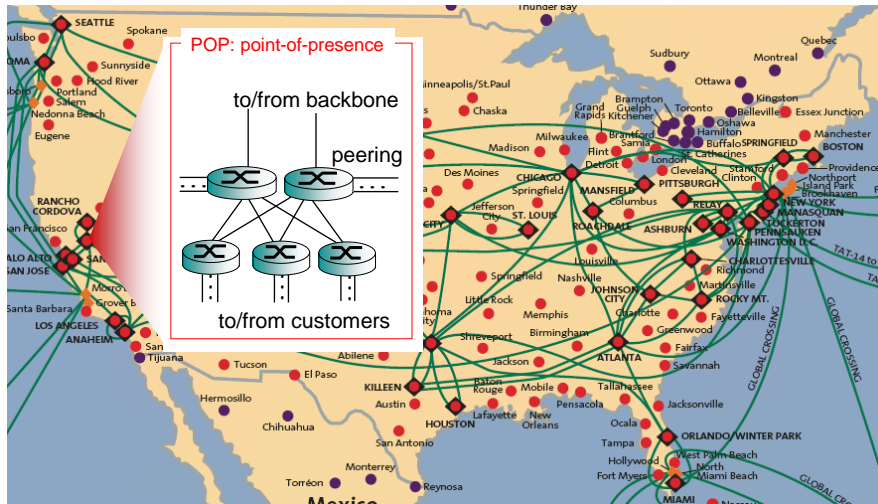 POP: point-of-presence
to/from backbone
peering
to/from customers
Thunder Bay
SEATTLE
Spokane
Sunnyside
Hood River
Portland
Salem
Nedonna Beach
Eugene
RANCHO
CORDOVA
SAN JOSE
Santa Barbara
LOS ANGELES
ANAHEIM
Tijuana
Hermosillo
Chihuahua
Tucson
El Paso
Torréon
Monterrey
Reynosa
Mexico
Chaska
Madison
Milwaukee
Grand
Rapids
Flint
Detroit
Des Moines
CHICAGO
Springfield
Jefferson
City
CITY
ST. LOUIS
MANSFIELD
ROACHDALE
Columbus
Louisville
Springfield
Nashville
Little Rock
Memphis
Birmingham
Shreveport
Jackson
Abilene
KILLEEN
Austin
HOUSTON
San Antonio
Baton
Rouge
Lafayette
New
Orleans
Mobile
Pensacola
Tallahassee
ATLANTA
JOHNSON
CITY
Charlotte
Greenwood
Fairfax
Savannah
Fayetteville
ROCKY MT.
Martinsville
Richmond
CHARLOTTESVILLE
WASHINGTON D.C.
ASHBURN
RELAY
PENNSAUKEN
TUCKERTON
MANASQUAN
NEW YORK
Brookhaven
Island Park
Northport
Providence
Stamford
Clinton
PITTSBURGH
Cleveland
London
Sarnia
St. Catherines
Buffalo
Hamilton
Brantford
Kitchener
Guelph
Brampton
Toronto
Oshawa
Belleville
Kingston
Ottawa
Sudbury
Montreal
Quebec
Essex Junction
Manchester
SPRINGFIELD
BOSTON
TAT-14 to
GLOBAL CROSSING
GLOBAL CROSSING
Jacksonville
Ocala
Tampa
ORLANDO/WINTER PARK
West Palm Beach
Hollywood
Fort Myers
North
Miami Beach
MIAMI